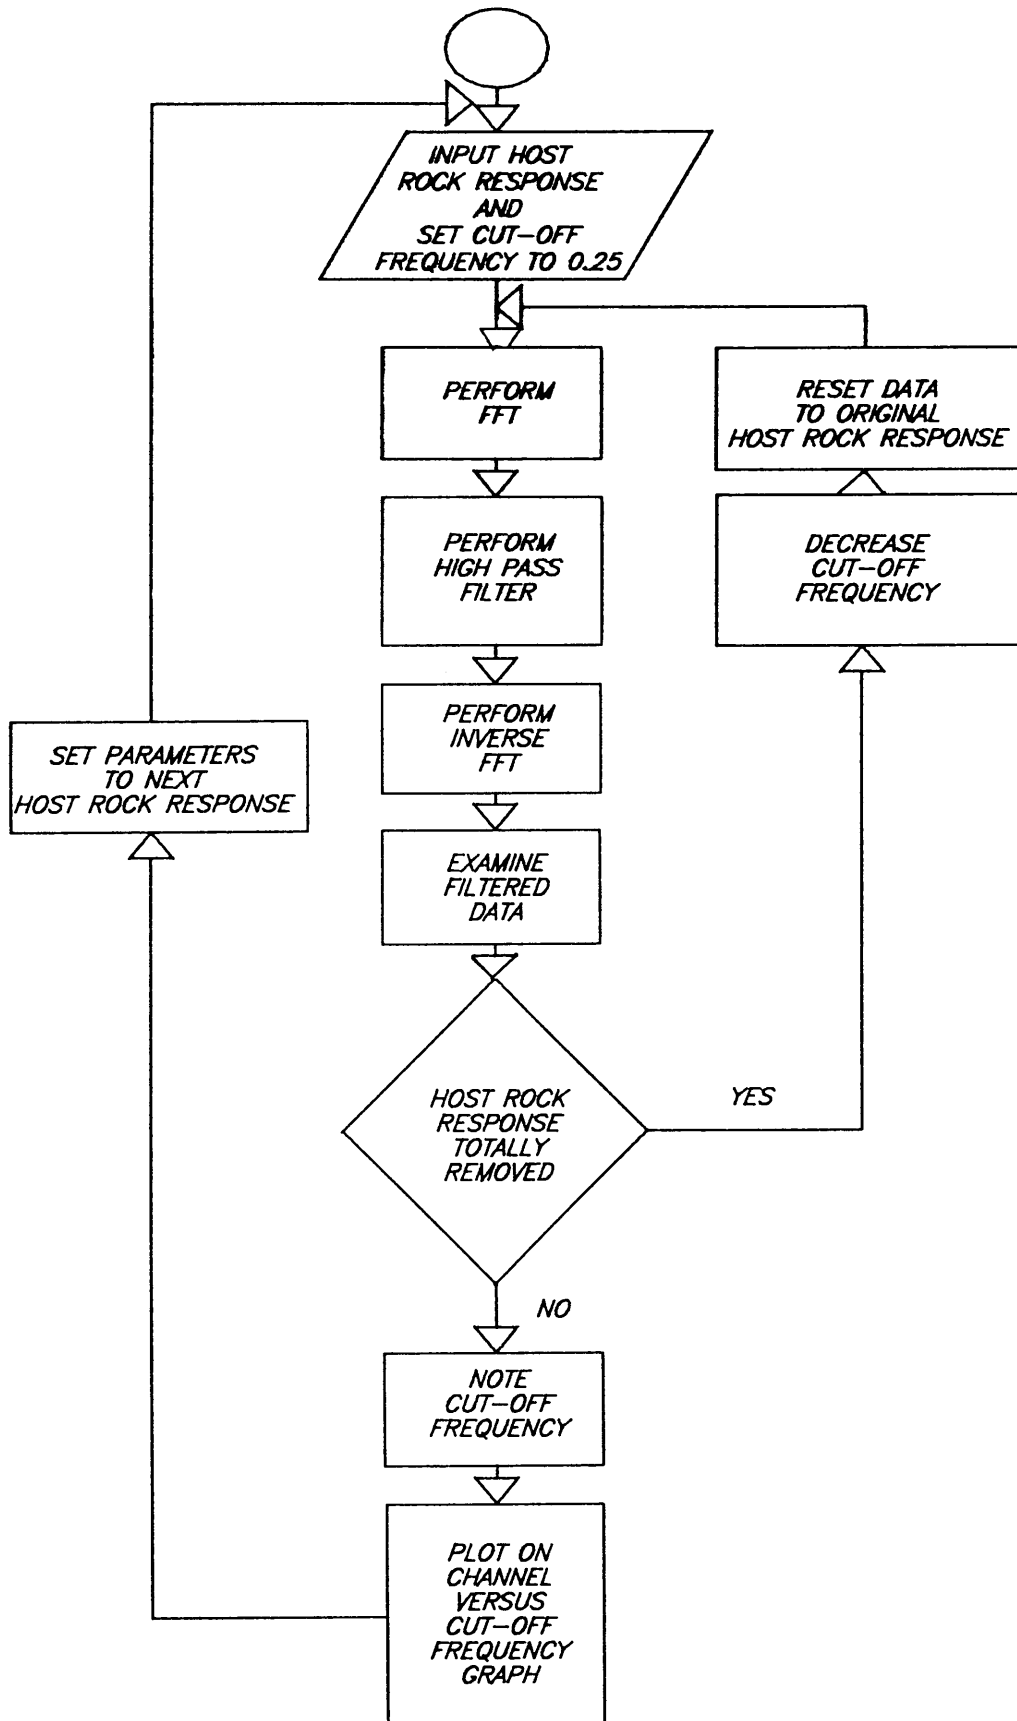 INPUT HOST
ROCK RESPONSE
AND
SET CUT-OFF
FREQUENCY TO 0.25
PERFORM
FFT
RESET DATA
TO ORIGINAL
HOST ROCK RESPONSE
PERFORM
HIGH PASS
FILTER
DECREASE
CUT-OFF
FREQUENCY
PERFORM
INVERSE
FFT
SET PARAMETERS
TO NEXT
HOST ROCK RESPONSE
EXAMINE
FILTERED
DATA
HOST ROCK
RESPONSE
TOTALLY
REMOVED
YES
NO
NOTE
CUT-OFF
FREQUENCY
PLOT ON
CHANNEL
VERSUS
CUT-OFF
FREQUENCY
GRAPH